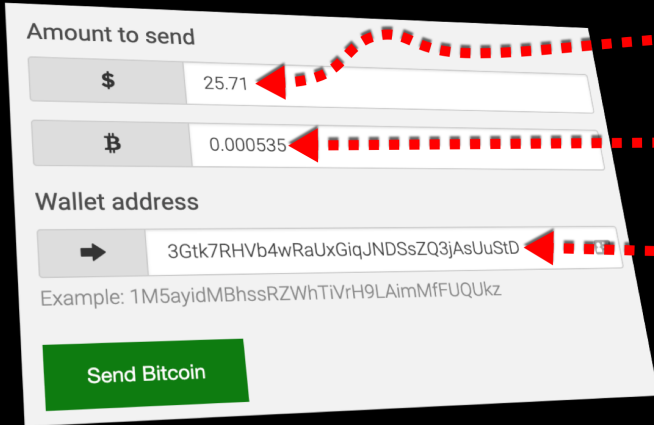 Amount to send
$ 25.71
₿ 0.000535
Wallet address
3Gtk7RHVb4wRaUxGiqJNDSsZQ3jAsUuStD
Example: 1M5ayidMBhssRZWhTiVrH9LAimMfFUQUkz
Send Bitcoin